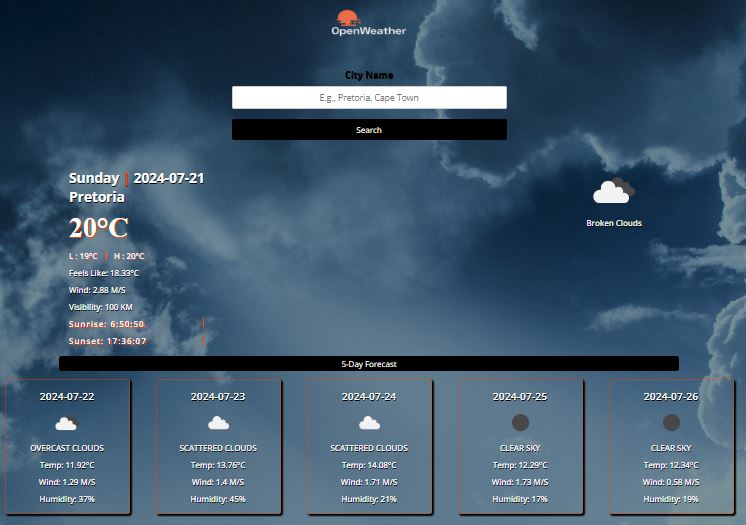 OpenWeather
City Name
E.g., Pretoria, Cape Town
Search
Sunday | 2024-07-21
Pretoria
20°C
L : 19°C | H : 20°C
Feels Like: 18.33°C
Wind: 2.88 M/S
Visibility: 100 KM
Sunrise: 6:50:50
Sunset: 17:36:07
Broken Clouds
5-Day Forecast
2024-07-22
OVERCAST CLOUDS
Temp: 11.92°C
Wind: 1.29 M/S
Humidity: 37%
2024-07-23
SCATTERED CLOUDS
Temp: 13.76°C
Wind: 1.4 M/S
Humidity: 45%
2024-07-24
SCATTERED CLOUDS
Temp: 14.08°C
Wind: 1.71 M/S
Humidity: 21%
2024-07-25
CLEAR SKY
Temp: 12.29°C
Wind: 1.73 M/S
Humidity: 17%
2024-07-26
CLEAR SKY
Temp: 12.34°C
Wind: 0.58 M/S
Humidity: 19%